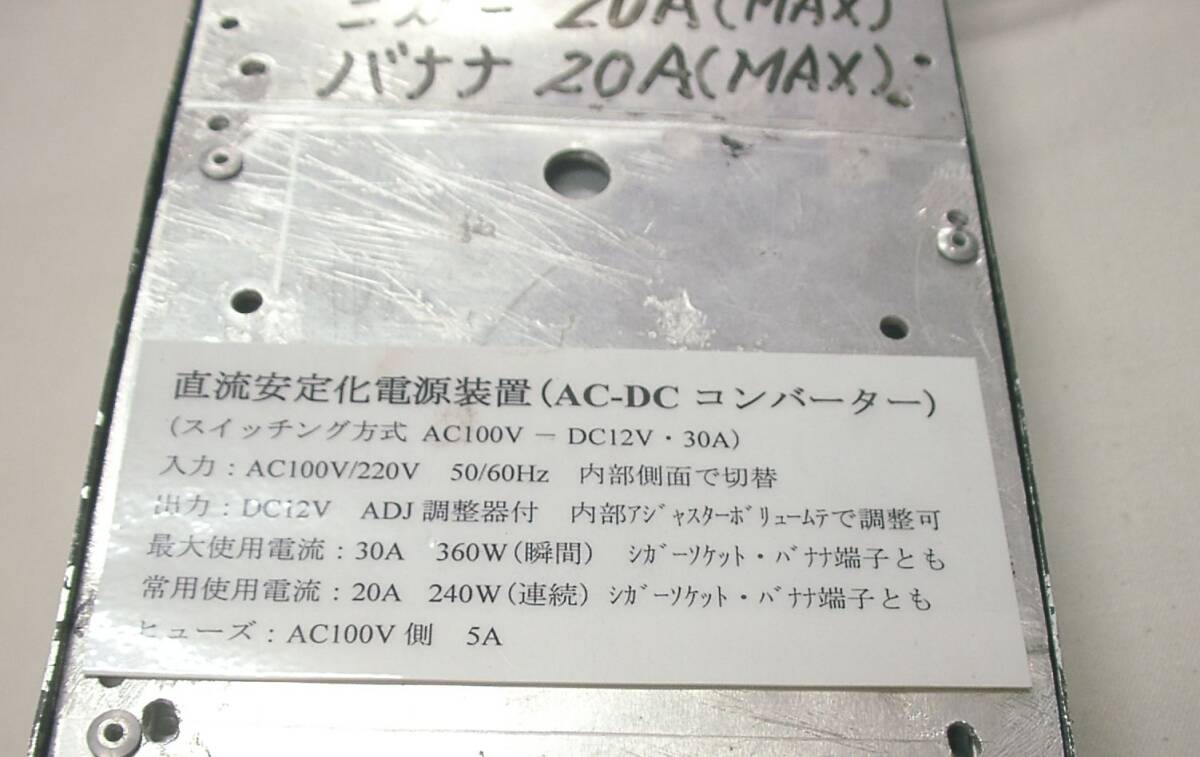 20A(MAX)
バナナ 20A(MAX)
直流安定化電源装置(AC-DC コンバーター)
(スイッチング方式 AC100V − DC12V・30A)
入力:AC100V/220V 50/60Hz 内部側面で切替
出力:DC12V ADJ 調整器付 内部ｱｼﾞｬｽﾀｰﾎﾞﾘｭｰﾑﾃで調整可
最大使用電流:30A 360W(瞬間) ｼｶﾞｰｿｹｯﾄ・ﾊﾞﾅﾅ端子とも
常用使用電流:20A 240W(連続) ｼｶﾞｰｿｹｯﾄ・ﾊﾞﾅﾅ端子とも
ヒューズ:AC100V 側 5A